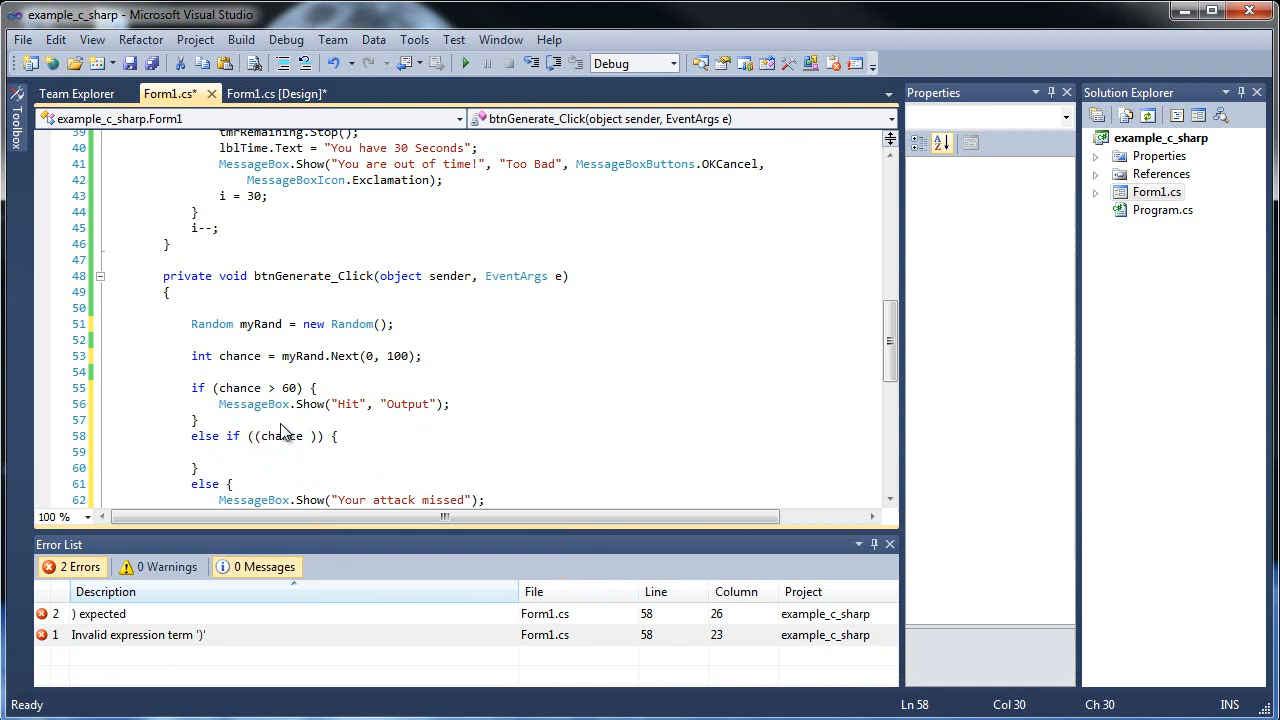 example_c_sharp - Microsoft Visual Studio
File Edit View Refactor Project Build Debug Team Data Tools Test Window Help
Debug
Toolbox
Team Explorer Form1.cs* Form1.cs [Design]*
example_c_sharp.Form1 btnGenerate_Click(object sender, EventArgs e)
39 tmrRemaining.Stop();
40 lblTime.Text = "You have 30 Seconds";
41 MessageBox.Show("You are out of time!", "Too Bad", MessageBoxButtons.OKCancel,
42 MessageBoxIcon.Exclamation);
43 i = 30;
44 }
45 i--;
46 }
47
48 private void btnGenerate_Click(object sender, EventArgs e)
49 {
50
51 Random myRand = new Random();
52
53 int chance = myRand.Next(0, 100);
54
55 if (chance > 60) {
56 MessageBox.Show("Hit", "Output");
57 }
58 else if ((chance )) {
59
60 }
61 else {
62 MessageBox.Show("Your attack missed");
100 %
Error List
2 Errors 0 Warnings 0 Messages
Description File Line Column Project
2 ) expected Form1.cs 58 26 example_c_sharp
1 Invalid expression term ')' Form1.cs 58 23 example_c_sharp
Properties
Solution Explorer
example_c_sharp
Properties
References
Form1.cs
Program.cs
Ready Ln 58 Col 30 Ch 30 INS